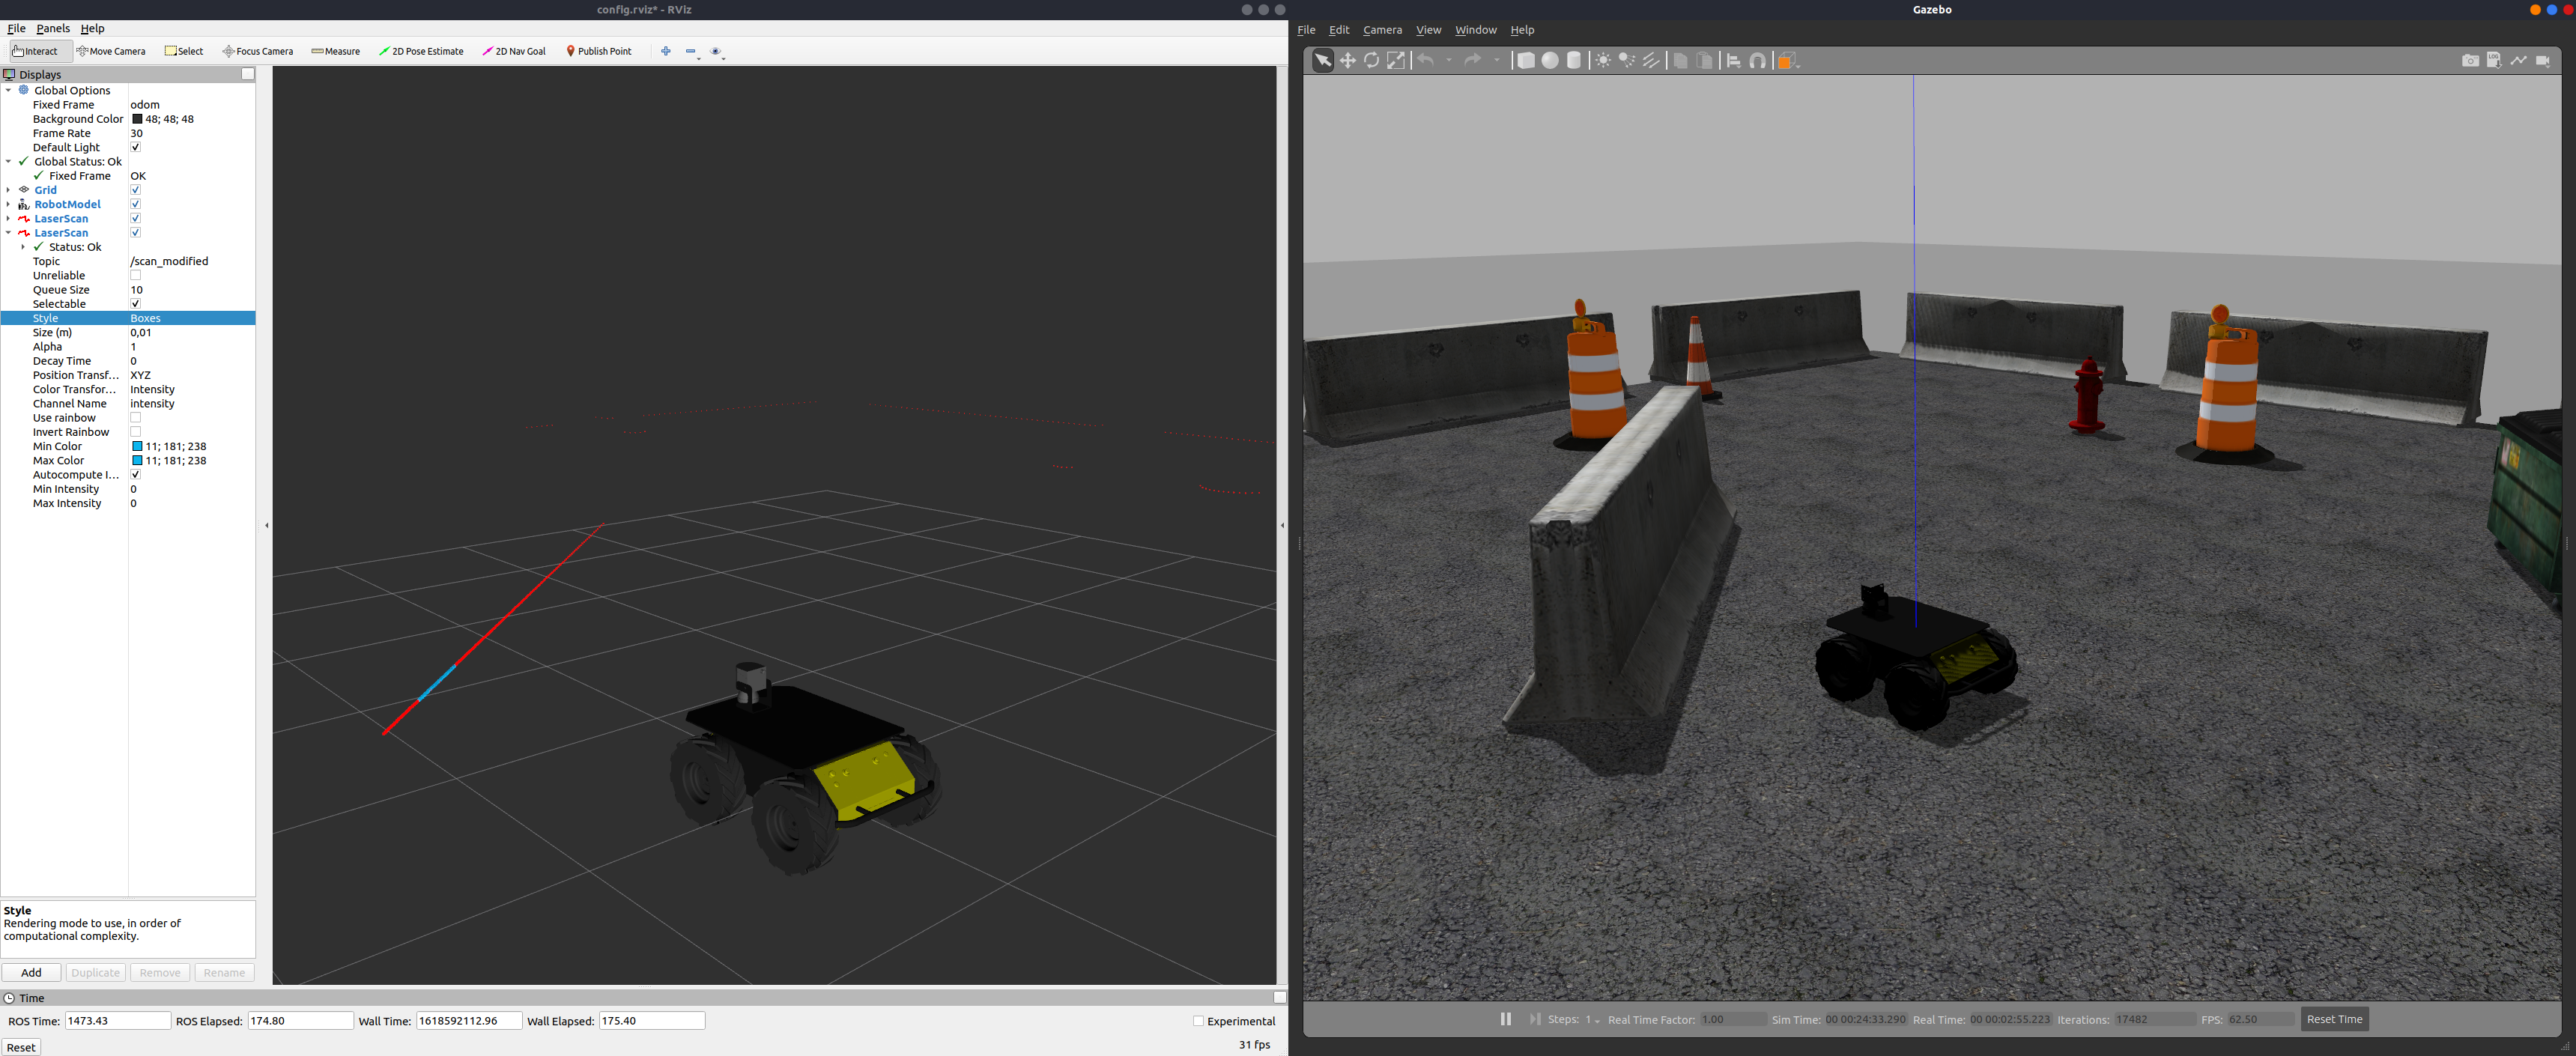 config.rviz* - RViz
File Panels Help
Interact Move Camera Select Focus Camera Measure 2D Pose Estimate 2D Nav Goal Publish Point
Displays
Global Options
Fixed Frame odom
Background Color 48; 48; 48
Frame Rate 30
Default Light
Global Status: Ok
Fixed Frame OK
Grid
RobotModel
LaserScan
LaserScan
Status: Ok
Topic /scan_modified
Unreliable
Queue Size 10
Selectable
Style Boxes
Size (m) 0,01
Alpha 1
Decay Time 0
Position Transf... XYZ
Color Transfor... Intensity
Channel Name intensity
Use rainbow
Invert Rainbow
Min Color 11; 181; 238
Max Color 11; 181; 238
Autocompute I...
Min Intensity 0
Max Intensity 0
Style
Rendering mode to use, in order of
computational complexity.
Add Duplicate Remove Rename
Time
ROS Time: 1473.43 ROS Elapsed: 174.80 Wall Time: 1618592112.96 Wall Elapsed: 175.40 Experimental
Reset 31 fps
Gazebo
File Edit Camera View Window Help
LOG
Steps: 1 Real Time Factor: 1.00 Sim Time: 00 00:24:33.290 Real Time: 00 00:02:55.223 Iterations: 17482 FPS: 62.50 Reset Time